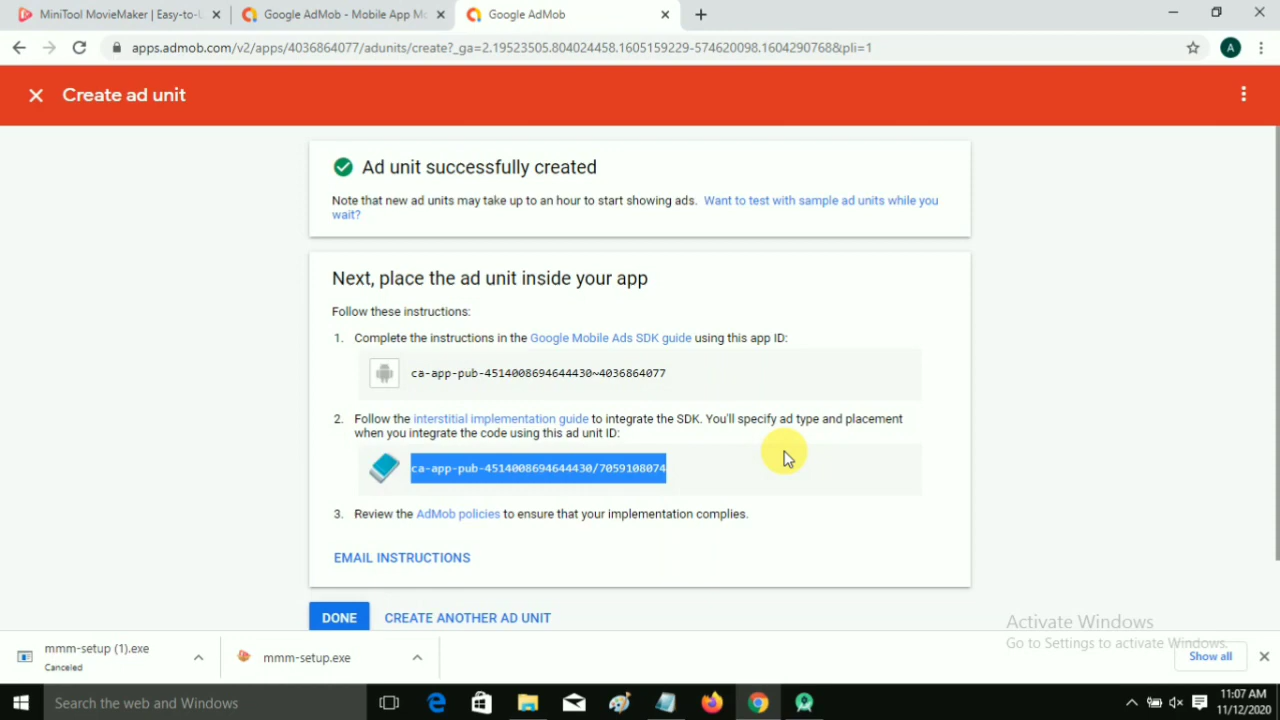 MiniTool MovieMaker | Easy-to-U
Google AdMob - Mobile App Mo
Google AdMob
apps.admob.com/v2/apps/4036864077/adunits/create?_ga=2.19523505.804024458.1605159229-574620098.1604290768&pli=1
A
Create ad unit
Ad unit successfully created
Note that new ad units may take up to an hour to start showing ads. Want to test with sample ad units while you
wait?
Next, place the ad unit inside your app
Follow these instructions:
1. Complete the instructions in the Google Mobile Ads SDK guide using this app ID:
ca-app-pub-4514008694644430~4036864077
2. Follow the interstitial implementation guide to integrate the SDK. You'll specify ad type and placement
when you integrate the code using this ad unit ID:
ca-app-pub-4514008694644430/7059108074
3. Review the AdMob policies to ensure that your implementation complies.
EMAIL INSTRUCTIONS
DONE
CREATE ANOTHER AD UNIT
Activate Windows
Go to Settings to activate Windows.
mmm-setup (1).exe
Canceled
mmm-setup.exe
Show all
Search the web and Windows
11:07 AM
11/12/2020